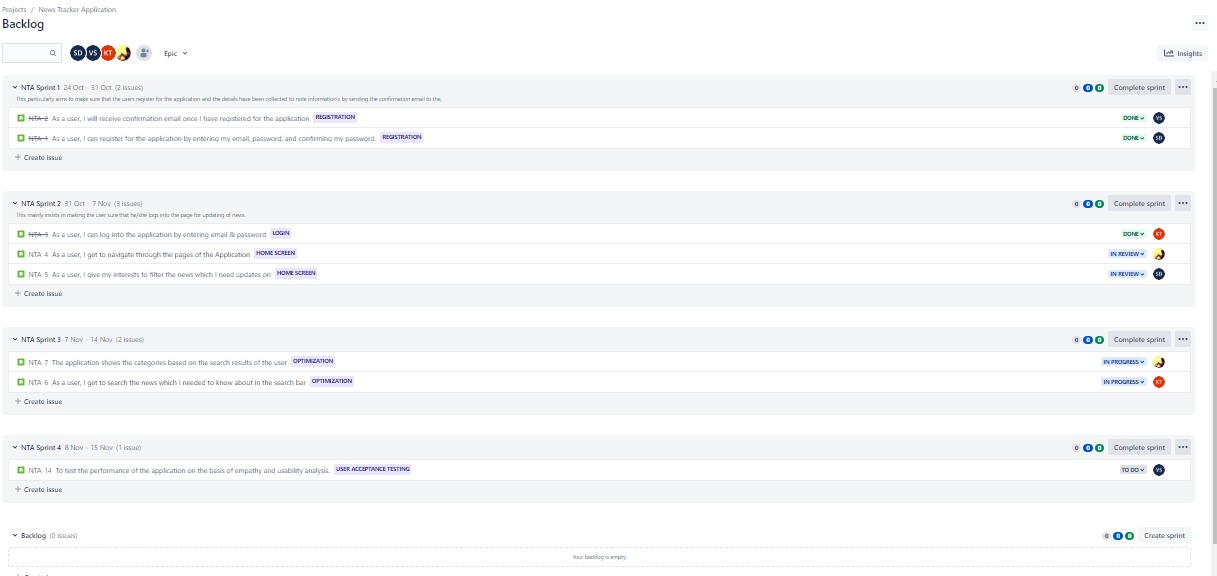 Projects / News Tracker Application
Backlog
SD VS KT Epic Insights
NTA Sprint 1 24 Oct – 31 Oct (2 issues) 0 0 0 Complete sprint
This particularly aims to make sure that the users register for the application and the details have been collected to note information's by sending the confirmation email to the,
NTA-2 As a user, I will receive confirmation email once I have registered for the application REGISTRATION DONE VS
NTA-1 As a user, I can register for the application by entering my email, password, and confirming my password. REGISTRATION DONE SD
+ Create issue
NTA Sprint 2 31 Oct – 7 Nov (3 issues) 0 0 0 Complete sprint
This mainly insists in making the user sure that he/she logs into the page for updating of news.
NTA-3 As a user, I can log into the application by entering email & password LOGIN DONE KT
NTA-4 As a user, I get to navigate through the pages of the Application HOME SCREEN IN REVIEW
NTA-5 As a user, I give my interests to filter the news which I need updates on HOME SCREEN IN REVIEW SD
+ Create issue
NTA Sprint 3 7 Nov – 14 Nov (2 issues) 0 0 0 Complete sprint
NTA-7 The application shows the categories based on the search results of the user OPTIMIZATION IN PROGRESS
NTA-6 As a user, I get to search the news which I needed to know about in the search bar OPTIMIZATION IN PROGRESS KT
+ Create issue
NTA Sprint 4 8 Nov – 15 Nov (1 issue) 0 0 0 Complete sprint
NTA-14 To test the performance of the application on the basis of empathy and usability analysis. USER ACCEPTANCE TESTING TO DO VS
+ Create issue
Backlog (0 issues) 0 0 0 Create sprint
Your backlog is empty.